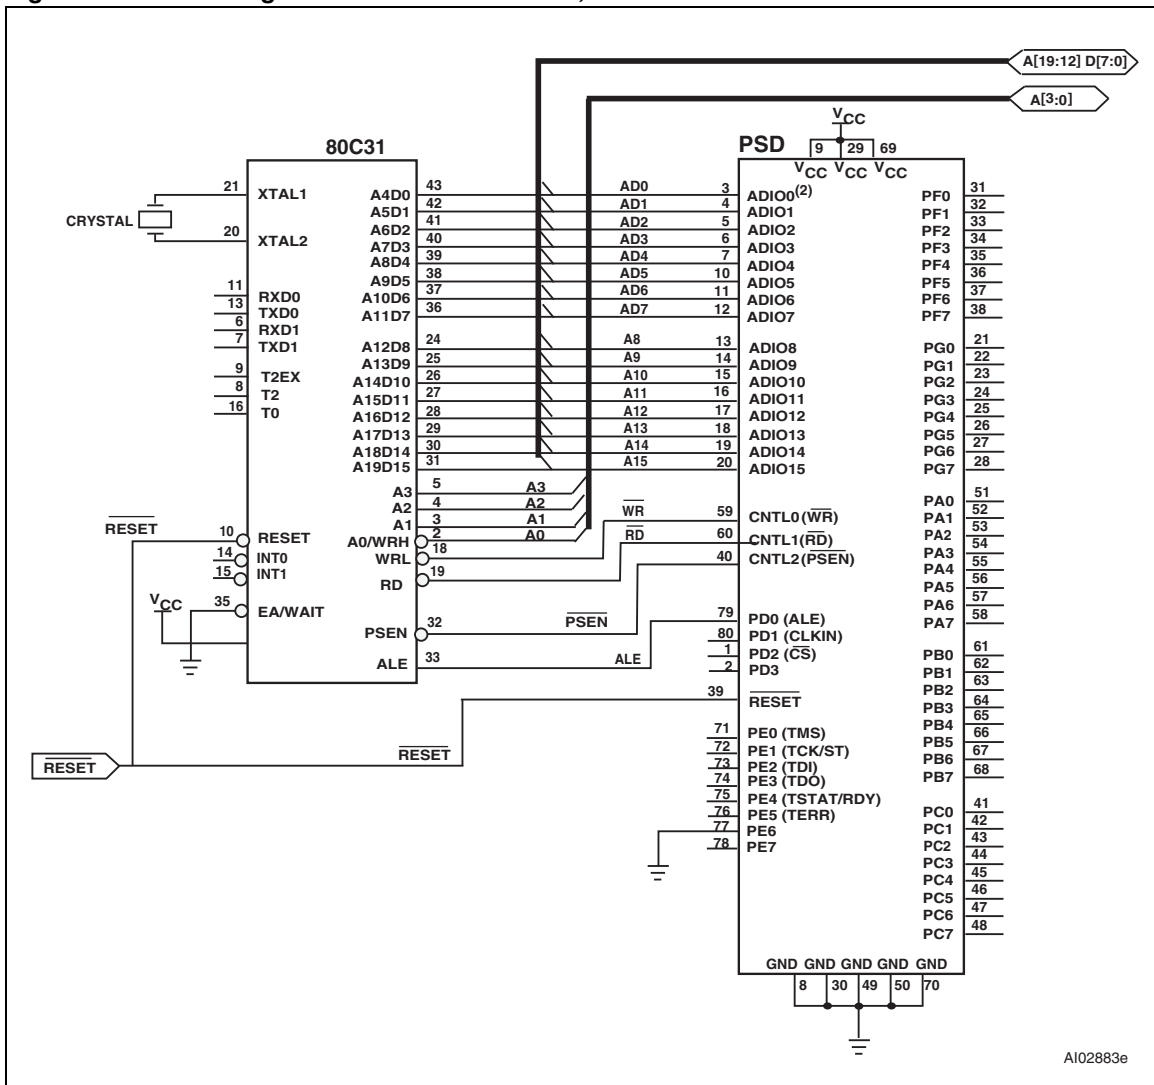 A[19:12] D[7:0]
A[3:0]
VCC
80C31
PSD
9 29 69
VCC VCC VCC
CRYSTAL
21 XTAL1
20 XTAL2
11 RXD0
13 TXD0
6 RXD1
7 TXD1
9 T2EX
8 T2
16 T0
RESET
10 RESET
14 INT0
15 INT1
VCC
35 EA/WAIT
A4D0 43 AD0 3 ADIO0(2)
A5D1 42 AD1 4 ADIO1
A6D2 41 AD2 5 ADIO2
A7D3 40 AD3 6 ADIO3
A8D4 39 AD4 7 ADIO4
A9D5 38 AD5 10 ADIO5
A10D6 37 AD6 11 ADIO6
A11D7 36 AD7 12 ADIO7
A12D8 24 A8 13 ADIO8
A13D9 25 A9 14 ADIO9
A14D10 26 A10 15 ADIO10
A15D11 27 A11 16 ADIO11
A16D12 28 A12 17 ADIO12
A17D13 29 A13 18 ADIO13
A18D14 30 A14 19 ADIO14
A19D15 31 A15 20 ADIO15
A3 5 A3
A2 4 A2
A1 3 A1
A0/WRH 2 A0
WRL 18 WR 59 CNTL0(WR)
RD 19 RD 60 CNTL1(RD)
40 CNTL2(PSEN)
PSEN 32 PSEN
ALE 33 ALE 79 PD0 (ALE)
80 PD1 (CLKIN)
1 PD2 (CS)
2 PD3
39 RESET
RESET
RESET
71 PE0 (TMS)
72 PE1 (TCK/ST)
73 PE2 (TDI)
74 PE3 (TDO)
75 PE4 (TSTAT/RDY)
76 PE5 (TERR)
77 PE6
78 PE7
PF0 31
PF1 32
PF2 33
PF3 34
PF4 35
PF5 36
PF6 37
PF7 38
PG0 21
PG1 22
PG2 23
PG3 24
PG4 25
PG5 26
PG6 27
PG7 28
PA0 51
PA1 52
PA2 53
PA3 54
PA4 55
PA5 56
PA6 57
PA7 58
PB0 61
PB1 62
PB2 63
PB3 64
PB4 65
PB5 66
PB6 67
PB7 68
PC0 41
PC1 42
PC2 43
PC3 44
PC4 45
PC5 46
PC6 47
PC7 48
GND GND GND GND GND
8 30 49 50 70
AI02883e